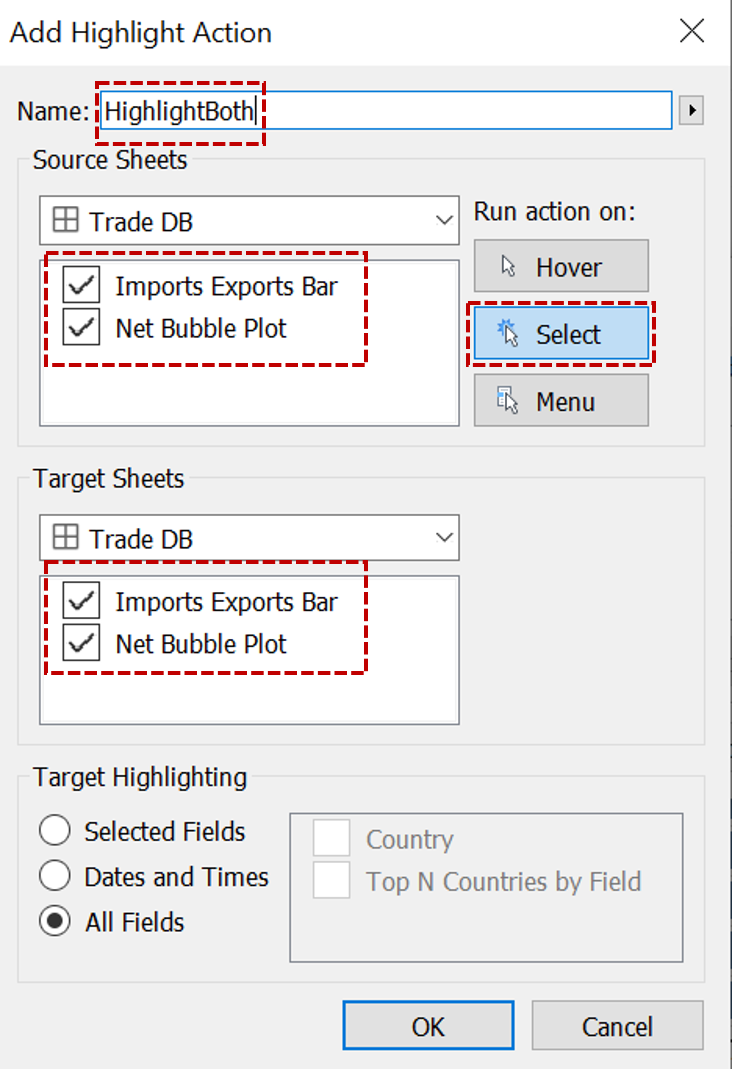 Add Highlight Action
Name: HighlightBoth
Source Sheets
Trade DB
Run action on:
Imports Exports Bar
Net Bubble Plot
Hover
Select
Menu
Target Sheets
Trade DB
Imports Exports Bar
Net Bubble Plot
Target Highlighting
Selected Fields
Dates and Times
All Fields
Country
Top N Countries by Field
OK
Cancel